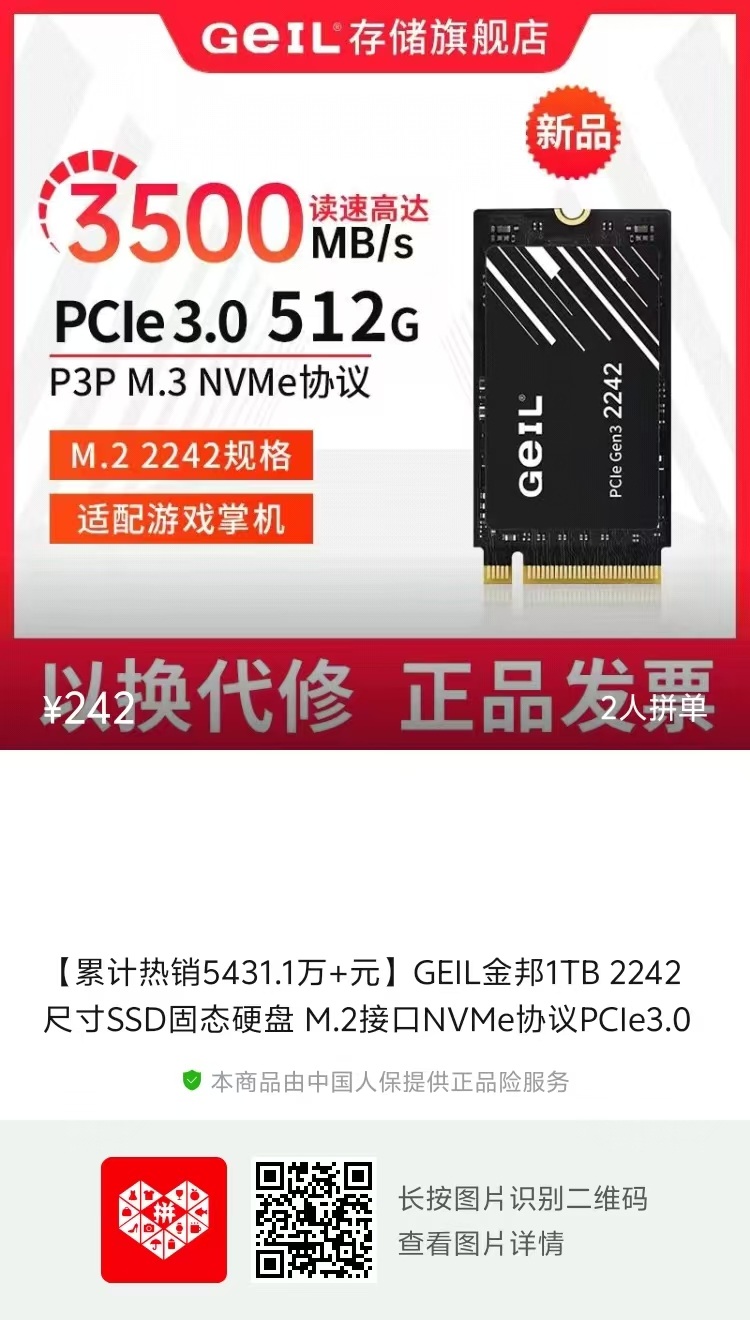 GEIL®存储旗舰店
新品
3500 读速高达
MB/s
PCIe 3.0 512G
P3P M.3 NVMe协议
M.2 2242规格
适配游戏掌机
GEIL®
PCIe Gen3 2242
以换代修 正品发票
¥242
2人拼单
【累计热销5431.1万+元】GEIL金邦1TB 2242
尺寸SSD固态硬盘 M.2接口NVMe协议PCIe3.0
本商品由中国人保提供正品险服务
拼
长按图片识别二维码
查看图片详情